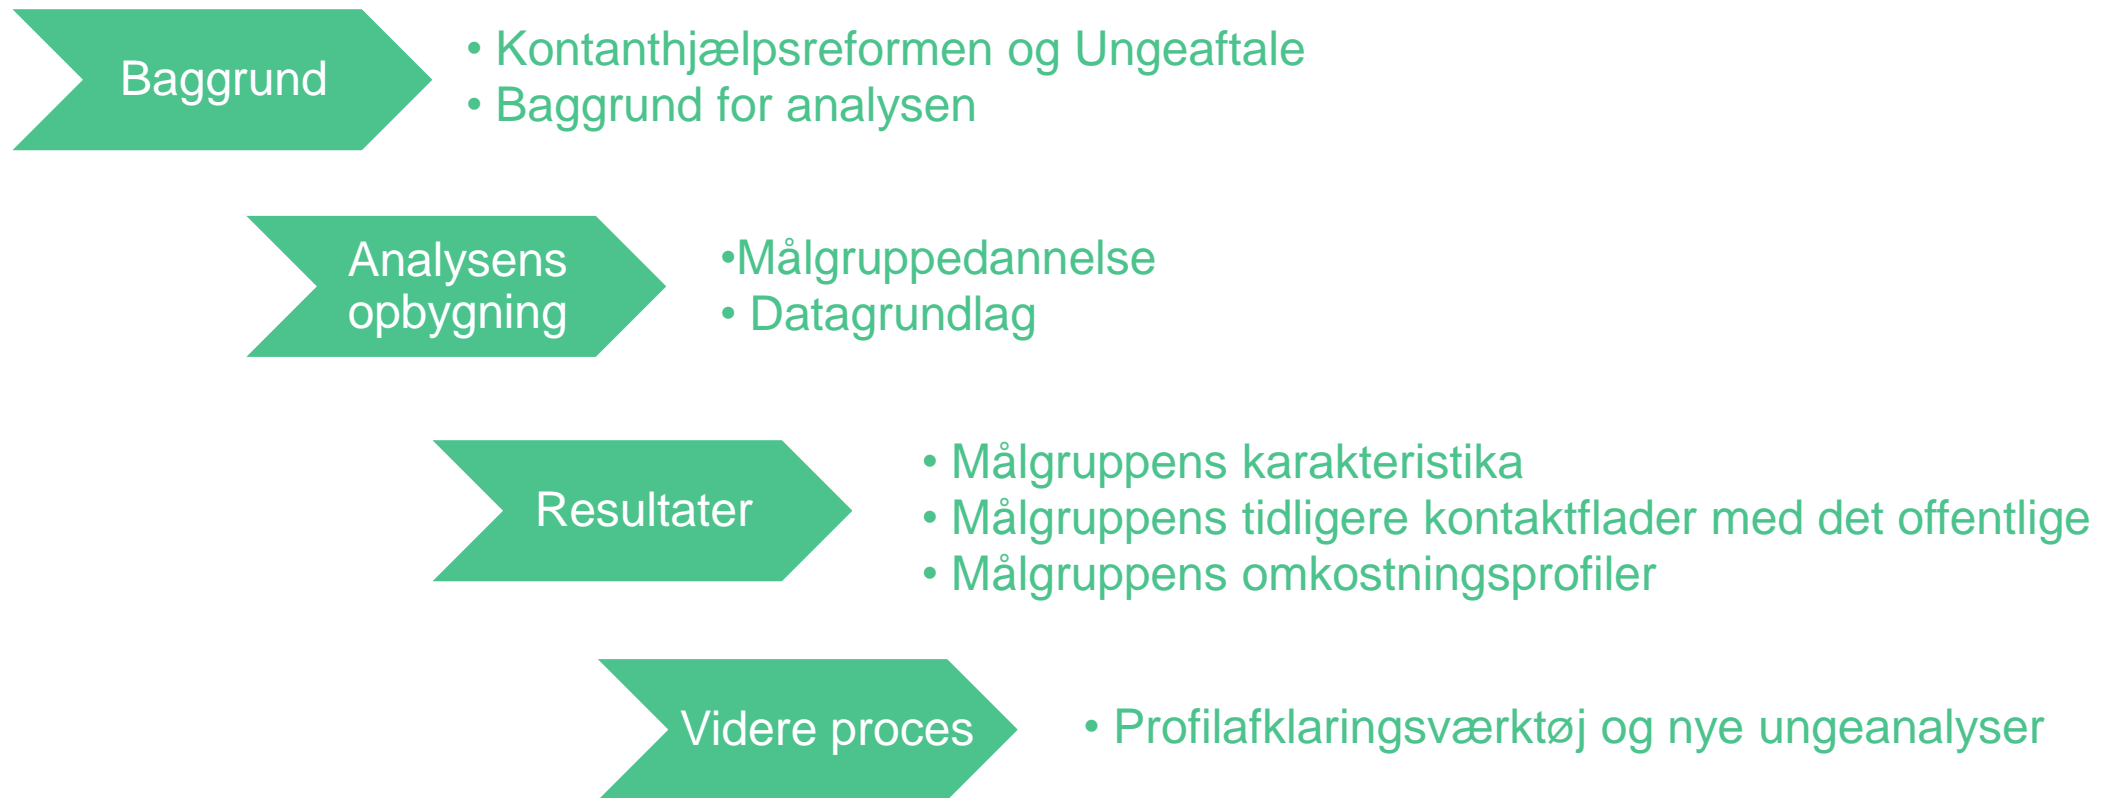 Baggrund
• Kontanthjælpsreformen og Ungeaftale
• Baggrund for analysen
Analysens
opbygning
•Målgruppedannelse
• Datagrundlag
Resultater
• Målgruppens karakteristika
• Målgruppens tidligere kontaktflader med det offentlige
• Målgruppens omkostningsprofiler
Videre proces
• Profilafklaringsværktøj og nye ungeanalyser